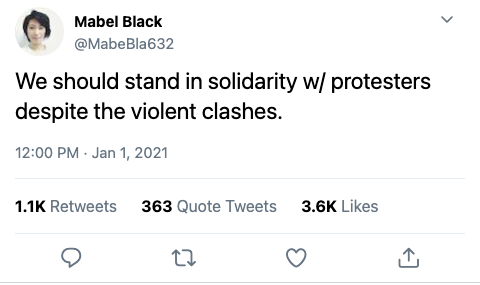 Mabel Black
@MabeBla632
We should stand in solidarity w/ protesters
despite the violent clashes.
12:00 PM · Jan 1, 2021
1.1K Retweets 363 Quote Tweets 3.6K Likes